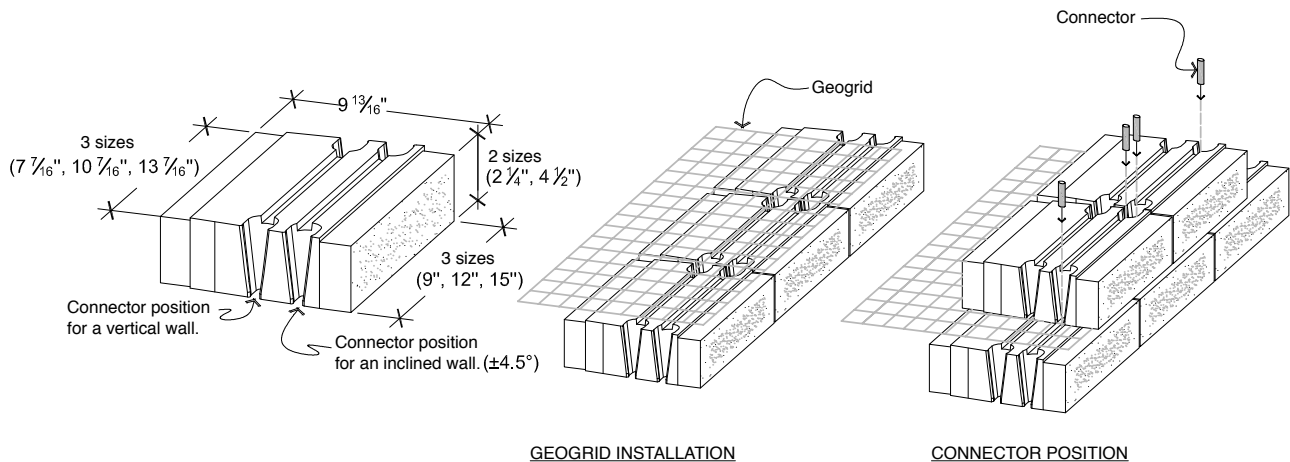 Connector
Geogrid
9 13⁄16"
3 sizes
(7 7⁄16", 10 7⁄16", 13 7⁄16")
2 sizes
(2 1⁄4", 4 1⁄2")
3 sizes
(9", 12", 15")
Connector position
for a vertical wall.
Connector position
for an inclined wall. (±4.5°)
GEOGRID INSTALLATION
CONNECTOR POSITION